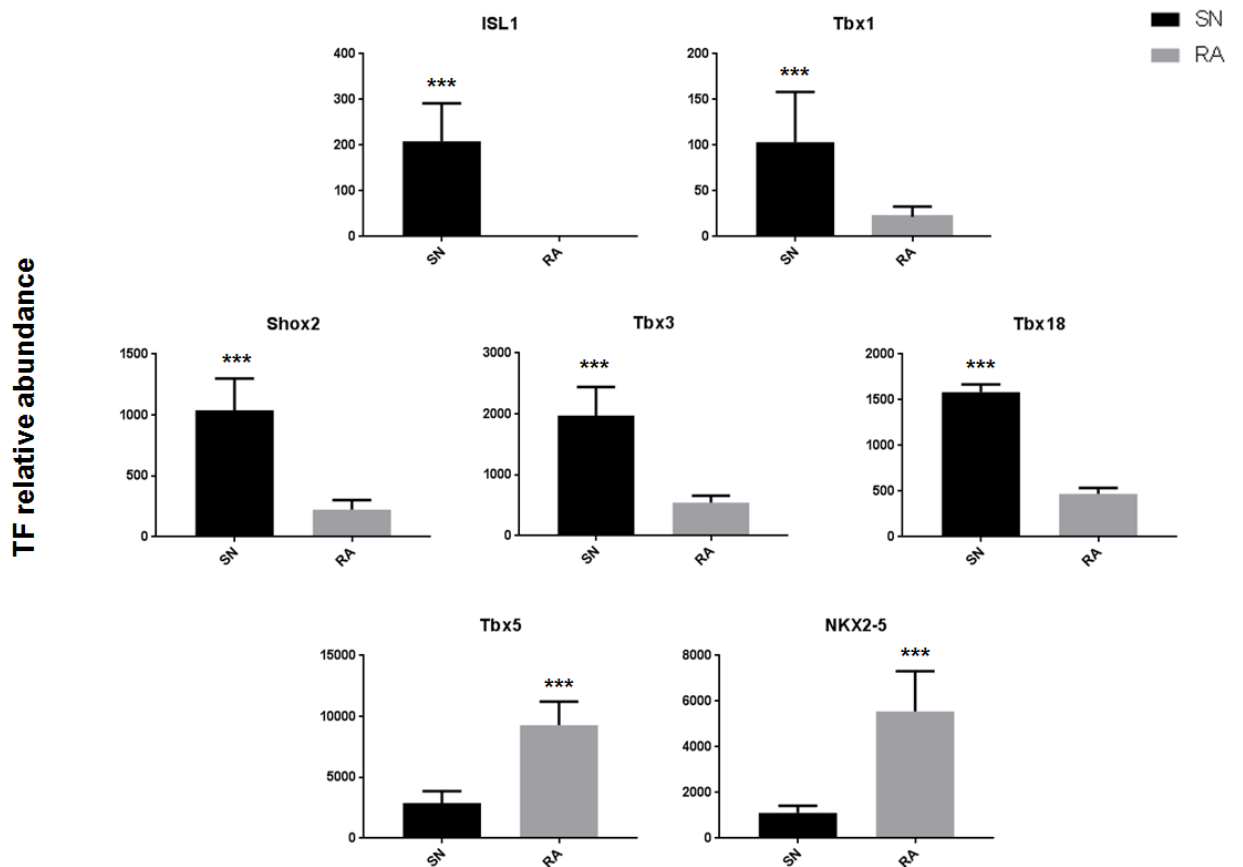 ISL1
Tbx1
SN
RA
400
300
200
100
0
***
SN
RA
200
150
100
50
0
***
SN
RA
TF relative abundance
Shox2
Tbx3
Tbx18
1500
1000
500
0
***
SN
RA
3000
2000
1000
0
***
SN
RA
2000
1500
1000
500
0
***
SN
RA
Tbx5
NKX2-5
15000
10000
5000
0
***
SN
RA
8000
6000
4000
2000
0
***
SN
RA